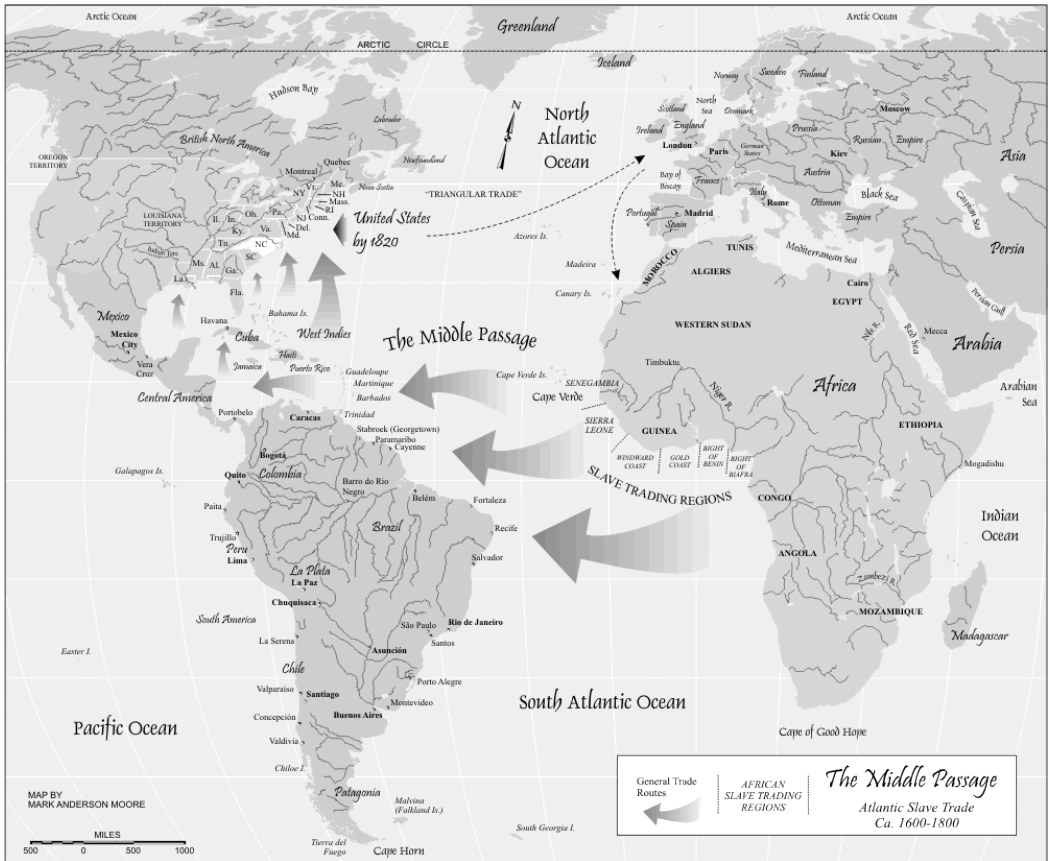 Arctic Ocean
Greenland
Arctic Ocean
ARCTIC CIRCLE
Iceland
Norway
Sweden
Finland
Hudson Bay
N
North
Atlantic
Ocean
Scotland
North
Sea
Denmark
Moscow
Labrador
British North America
Ireland
England
Prussia
Russian Empire
OREGON
TERRITORY
London
Paris
German
States
Kiev
Asia
Quebec
Newfoundland
Montreal
Vt.
Me.
Nova Scotia
NY
NH
Mass.
RI
Conn.
Bay of
Biscay
France
Austria
"TRIANGULAR TRADE"
Italy
Rome
Black Sea
Caspian Sea
LOUISIANA
TERRITORY
Il.
In.
Oh.
Pa.
NJ
Del.
Md.
Ky.
Va.
United States
by 1820
Portugal
Madrid
Spain
Ottoman
Empire
Tn.
NC
Indian Terr.
Azores Is.
TUNIS
Mediterranean Sea
Persia
Ms.
Al.
Ga.
SC
La.
Fla.
Madeira
MOROCCO
ALGIERS
Cairo
EGYPT
Persian Gulf
Canary Is.
Mexico
Mexico
City
Havana
Bahama Is.
Cuba
West Indies
The Middle Passage
WESTERN SUDAN
Nile R.
Red Sea
Mecca
Arabia
Vera
Cruz
Haiti
Jamaica
Puerto Rico
Guadeloupe
Martinique
Barbados
Cape Verde Is.
Timbuktu
SENEGAMBIA
Cape Verde
Niger R.
Africa
Arabian
Sea
Central America
Portobelo
Caracas
Trinidad
SIERRA
LEONE
GUINEA
ETHIOPIA
Stabroek (Georgetown)
Paramaribo
Cayenne
WINDWARD
COAST
GOLD
COAST
BIGHT
OF
BENIN
BIGHT
OF
BIAFRA
Mogadishu
Bogotá
Galapagos Is.
Quito
Colombia
Barro do Rio
Negro
Belém
Fortaleza
SLAVE TRADING REGIONS
CONGO
Paita
Brazil
Recife
Indian
Ocean
Trujillo
Peru
Lima
Salvador
ANGOLA
La Plata
La Paz
Zambezi R.
Chuquisaca
MOZAMBIQUE
South America
São Paulo
Rio de Janeiro
Madagascar
La Serena
Santos
Easter I.
Asunción
Chile
Porto Alegre
Valparaíso
Santiago
Montevideo
South Atlantic Ocean
Pacific Ocean
Concepción
Buenos Aires
Cape of Good Hope
Valdivia
Chiloe I.
Patagonia
General Trade
Routes
AFRICAN
SLAVE TRADING
REGIONS
The Middle Passage
Atlantic Slave Trade
Ca. 1600-1800
MAP BY
MARK ANDERSON MOORE
Malvina
(Falkland Is.)
South Georgia I.
MILES
500 0 500 1000
Tierra del
Fuego
Cape Horn